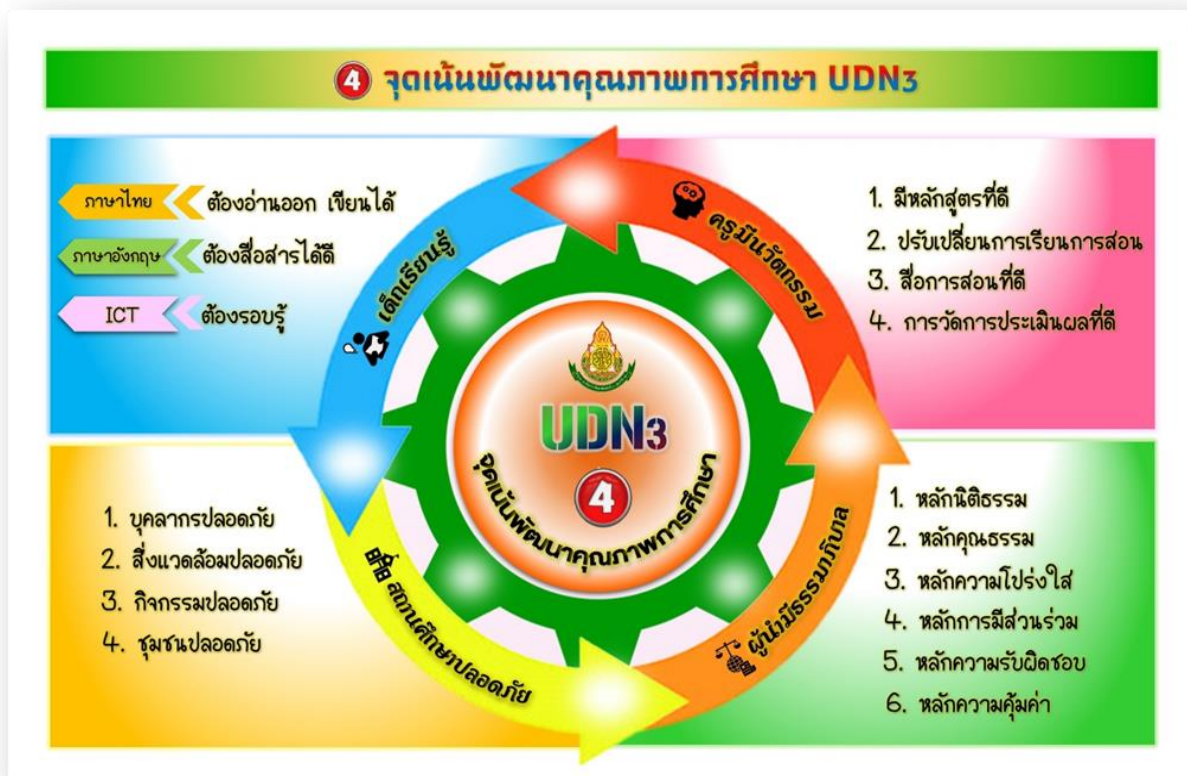 4 จุดเน้นพัฒนาคุณภาพการศึกษา UDN3
ภาษาไทย ต้องอ่านออก เขียนได้
ภาษาอังกฤษ ต้องสื่อสารได้ดี
ICT ต้องรอบรู้
เด็กเรียนรู้
ครูมีนวัตกรรม
1. มีหลักสูตรที่ดี
2. ปรับเปลี่ยนการเรียนการสอน
3. สื่อการสอนที่ดี
4. การวัดการประเมินผลที่ดี
UDN3
4
จุดเน้นพัฒนาคุณภาพการศึกษา
1. บุคลากรปลอดภัย
2. สิ่งแวดล้อมปลอดภัย
3. กิจกรรมปลอดภัย
4. ชุมชนปลอดภัย
สถานศึกษาปลอดภัย
ผู้นำมีธรรมาภิบาล
1. หลักนิติธรรม
2. หลักคุณธรรม
3. หลักความโปร่งใส่
4. หลักการมีส่วนร่วม
5. หลักความรับผิดชอบ
6. หลักความคุ้มค่า